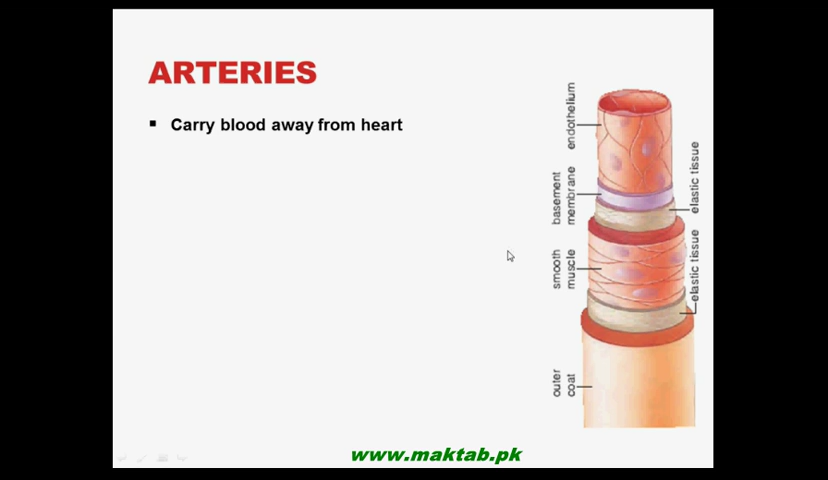 ARTERIES
▪ Carry blood away from heart
endothelium
basement
membrane
elastic tissue
smooth
muscle
elastic tissue
outer
coat
www.maktab.pk